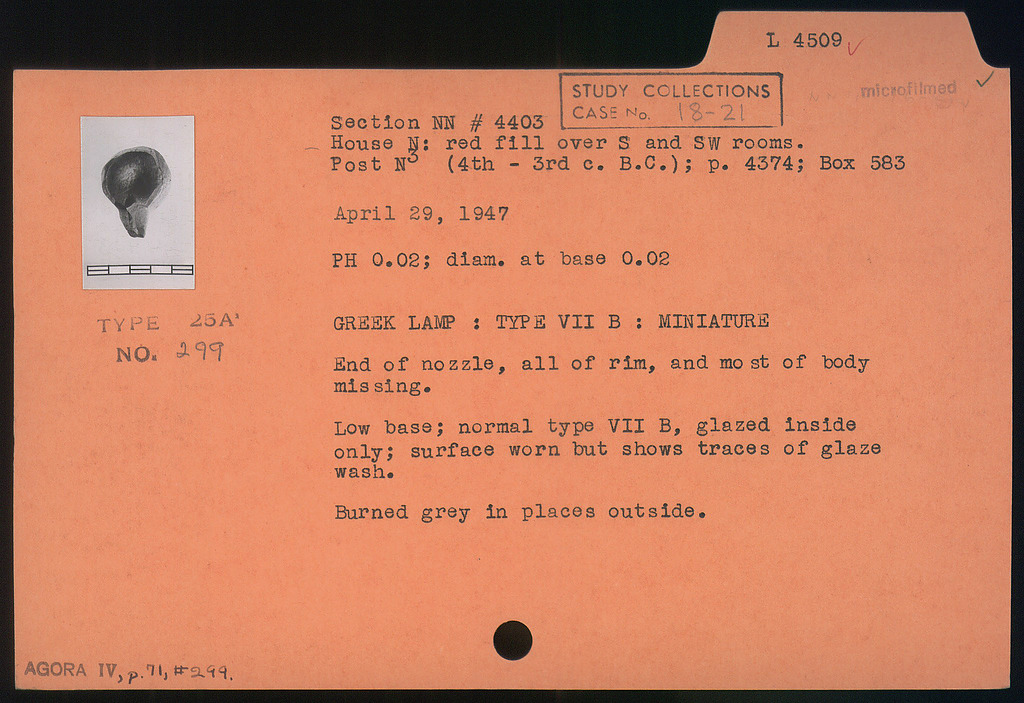 L 4509 ✓
microfilmed ✓
STUDY COLLECTIONS
CASE No. 18-21
Section NN # 4403
House N: red fill over S and SW rooms.
Post N³ (4th - 3rd c. B.C.); p. 4374; Box 583
April 29, 1947
PH 0.02; diam. at base 0.02
TYPE 25A'
NO. 299
GREEK LAMP : TYPE VII B : MINIATURE
End of nozzle, all of rim, and most of body
missing.
Low base; normal type VII B, glazed inside
only; surface worn but shows traces of glaze
wash.
Burned grey in places outside.
AGORA IV, p. 71, #299.